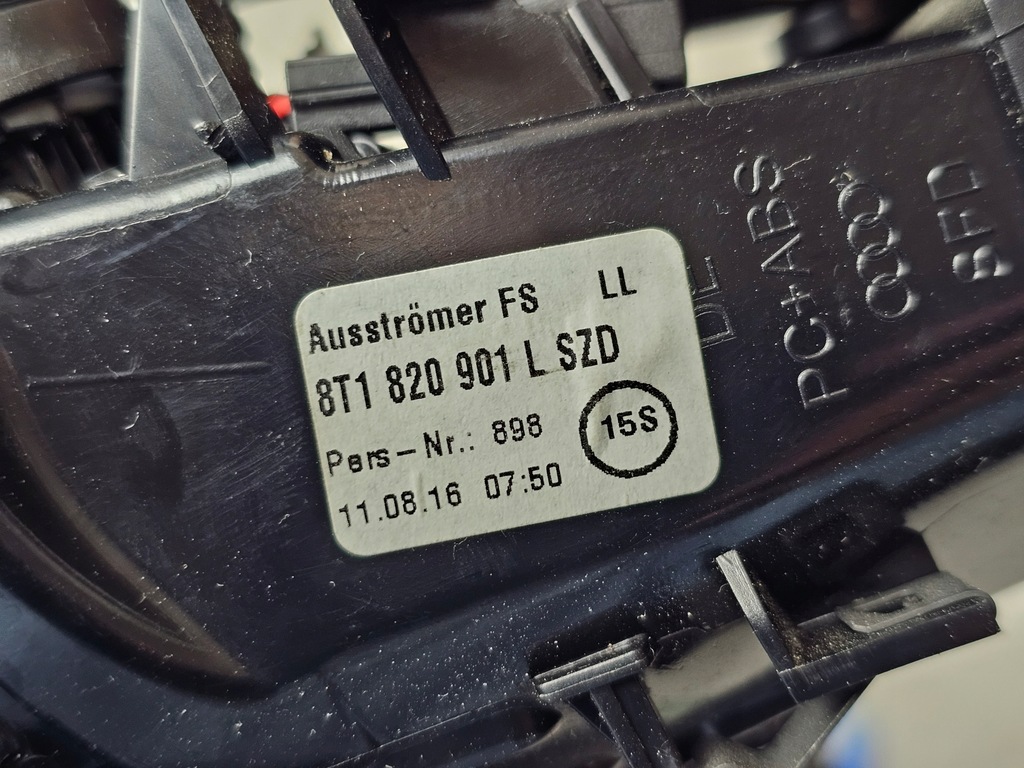 Ausströmer FS LL
8T1 820 901 L SZD
Pers-Nr.: 898
15S
11.08.16 07:50
DE
PC+ABS